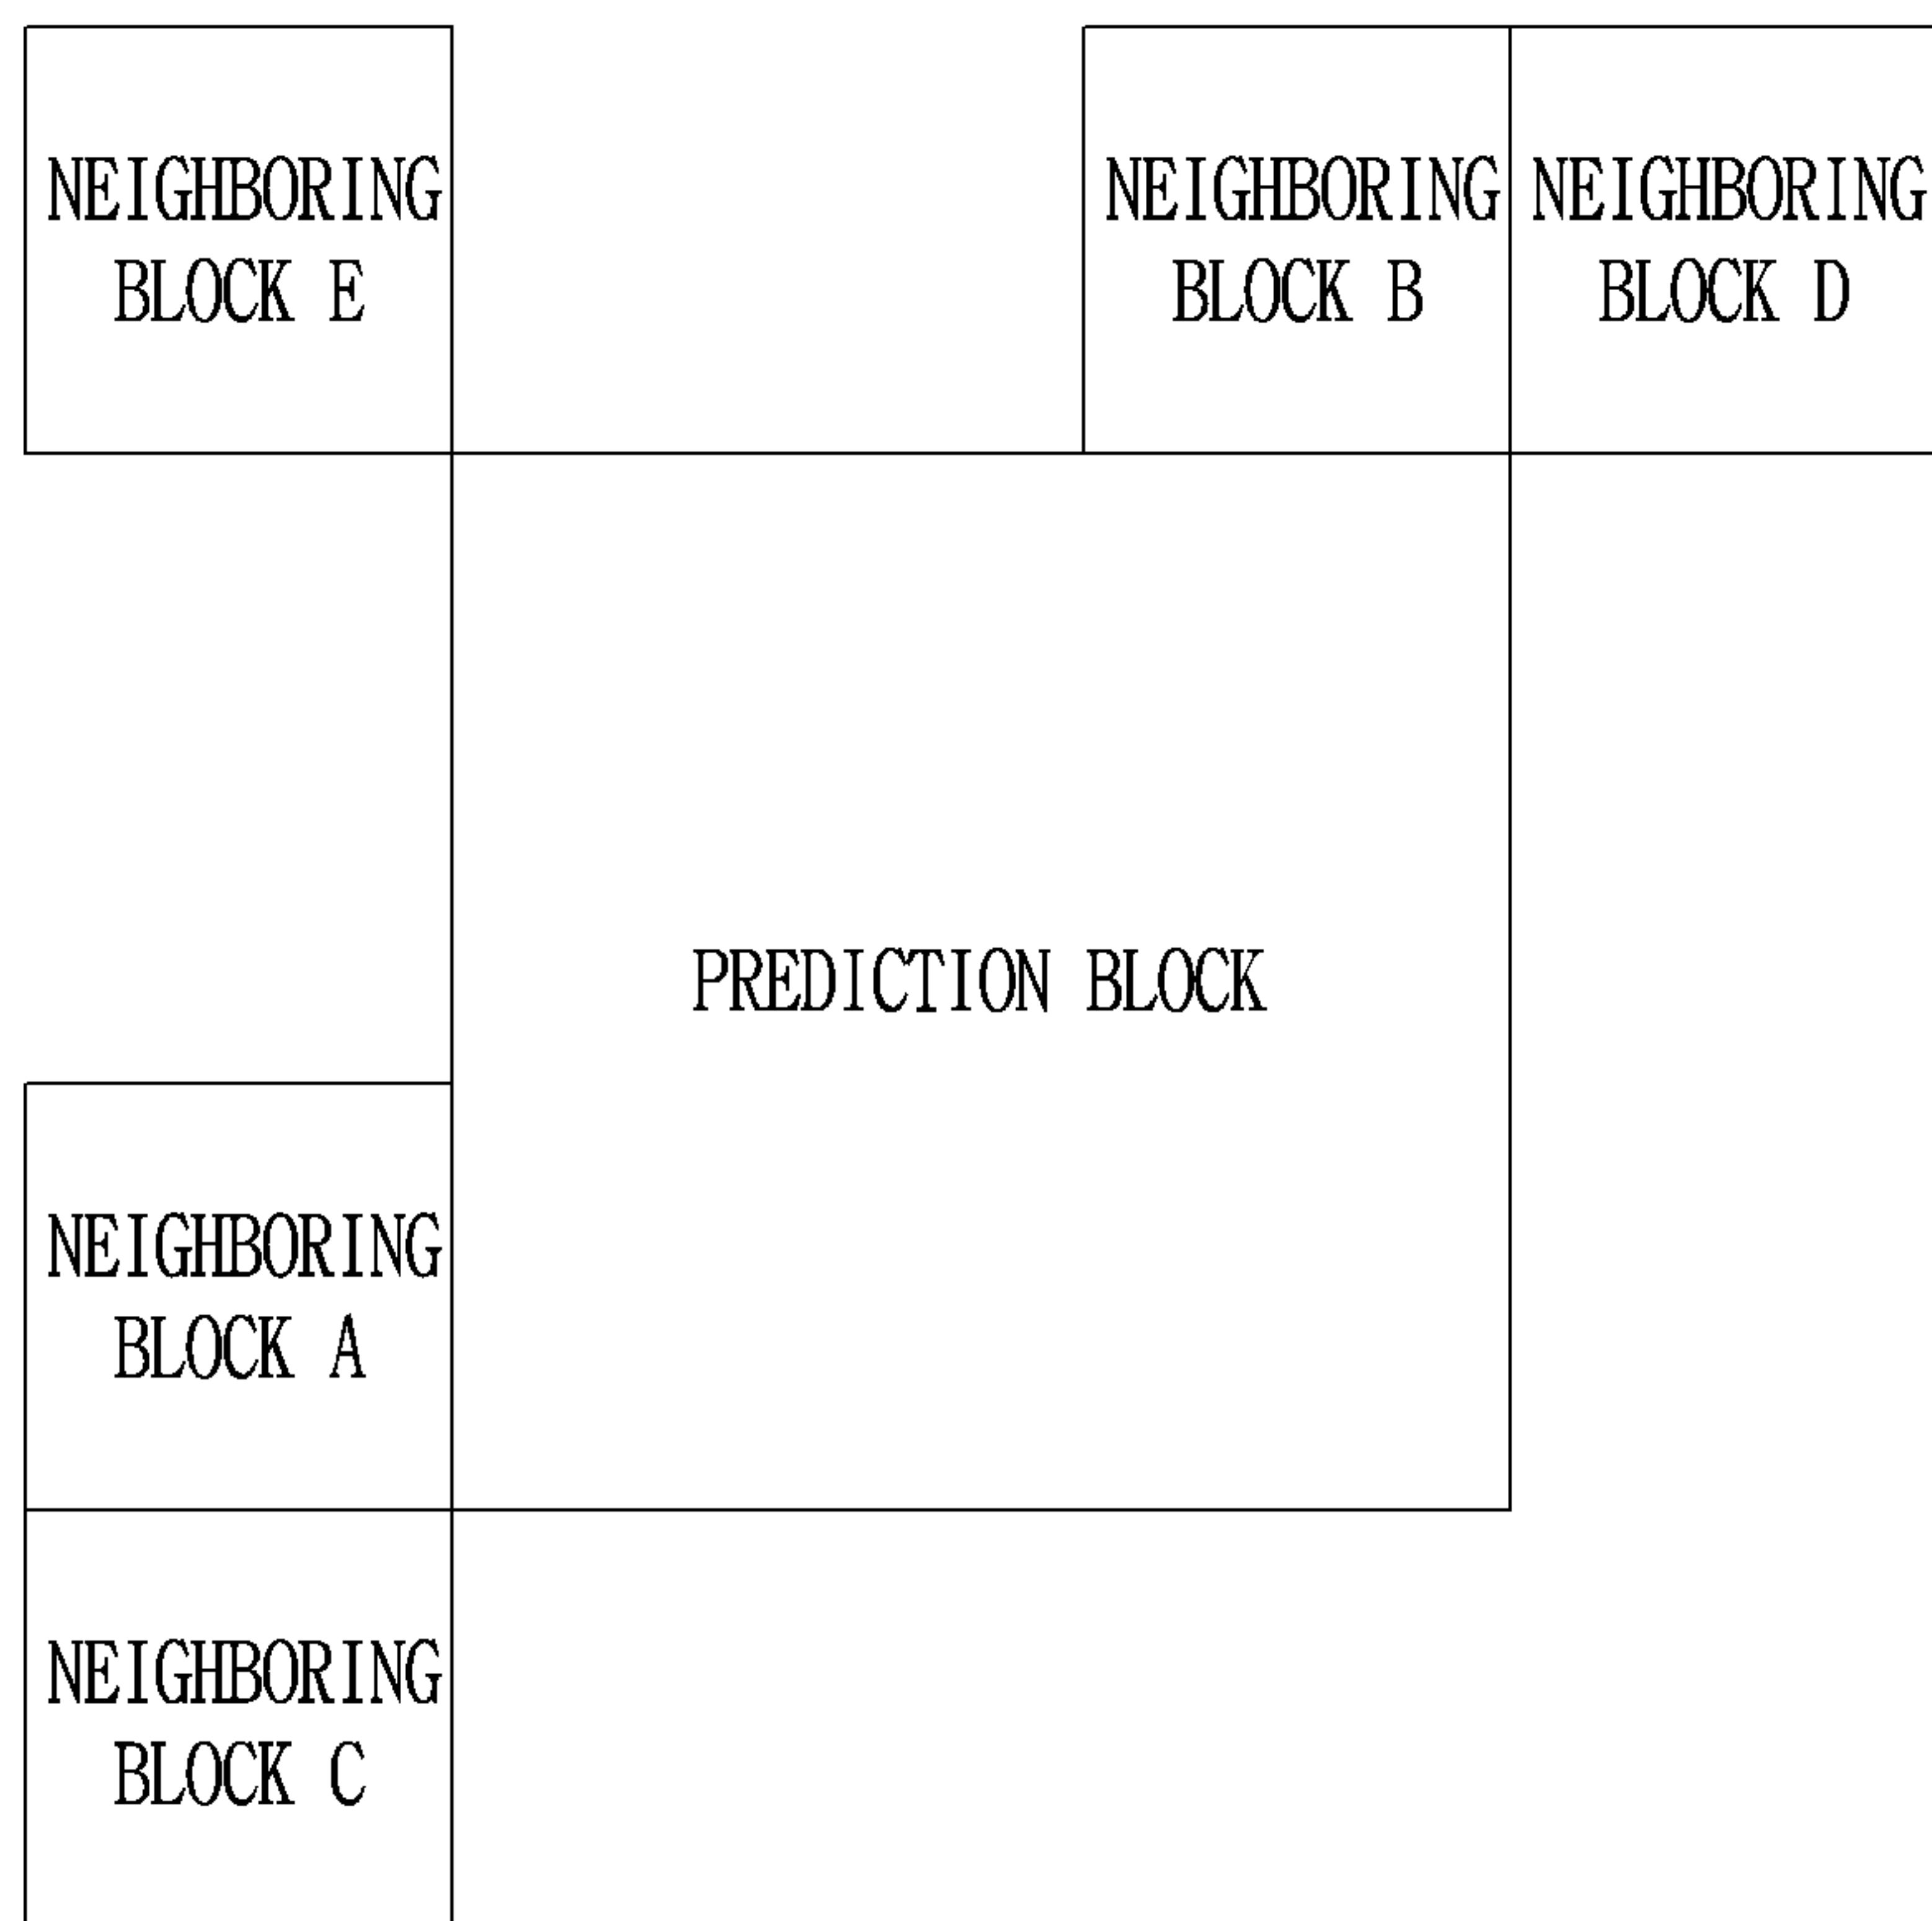 NEIGHBORING
BLOCK E
NEIGHBORING
BLOCK B
NEIGHBORING
BLOCK D
PREDICTION BLOCK
NEIGHBORING
BLOCK A
NEIGHBORING
BLOCK C